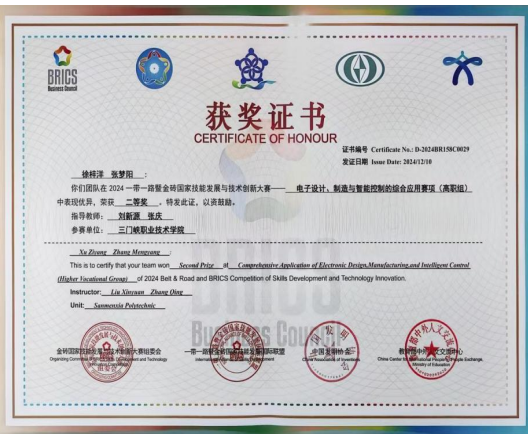 BRICS
Business Council
获奖证书
CERTIFICATE OF HONOUR
证书编号 Certificate No.: D-2024BR158C0029
发证日期 Issue Date: 2024/12/10
徐梓洋 张梦阳 :
你们团队在 2024 一带一路暨金砖国家技能发展与技术创新大赛—— 电子设计、制造与智能控制的综合应用赛项（高职组）
中表现优异，荣获 二等奖 。特发此证，以资鼓励。
指导教师： 刘新源 张庆
参赛单位： 三门峡职业技术学院
Xu Ziyang Zhang Mengyang :
This is to certify that your team won Second Prize at Comprehensive Application of Electronic Design,Manufacturing,and Intelligent Control
(Higher Vocational Group) of 2024 Belt & Road and BRICS Competition of Skills Development and Technology Innovation.
Instructor: Liu Xinyuan Zhang Qing
Unit: Sanmenxia Polytechnic
BRICS
Business Council
金砖国家技能发展与技术创新大赛组委会
一带一路暨金砖国家技能发展国际联盟
中国发明协会
教育部中外人文交流中心
China Association of Inventions
Ministry of Education